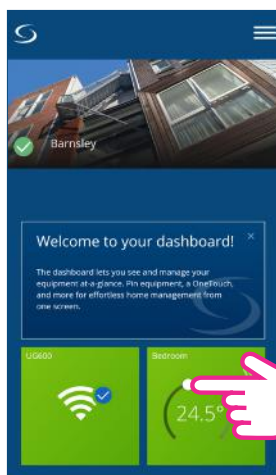 Barnsley
Welcome to your dashboard!
The dashboard lets you see and manage your
equipment at-a-glance. Pin equipment, a OneTouch,
and more for effortless home management from
one screen.
UG600
Bedroom
24.5°